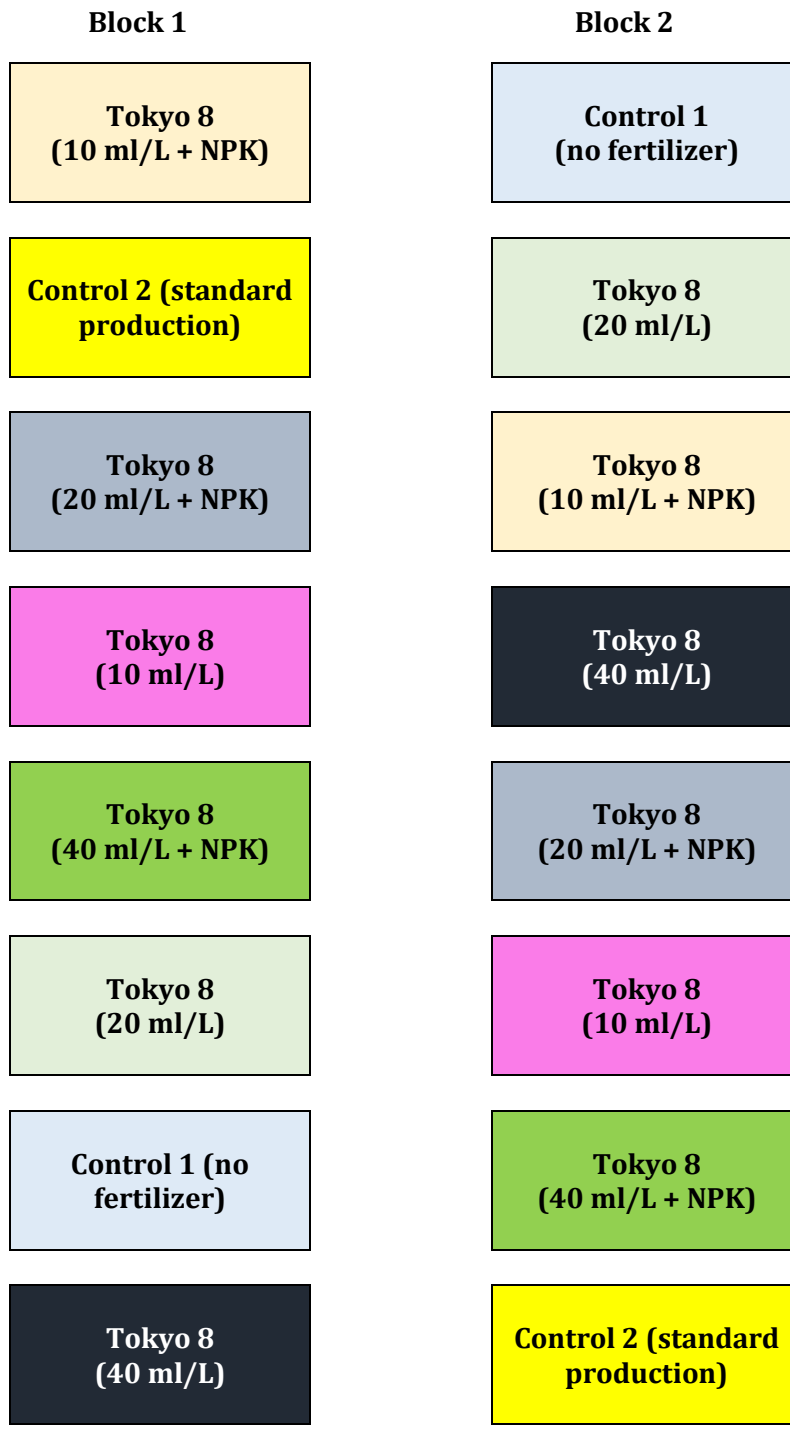 Block 1
Tokyo 8
(10 ml/L + NPK)
Control 2 (standard
production)
Tokyo 8
(20 ml/L + NPK)
Tokyo 8
(10 ml/L)
Tokyo 8
(40 ml/L + NPK)
Tokyo 8
(20 ml/L)
Control 1 (no
fertilizer)
Tokyo 8
(40 ml/L)
Block 2
Control 1
(no fertilizer)
Tokyo 8
(20 ml/L)
Tokyo 8
(10 ml/L + NPK)
Tokyo 8
(40 ml/L)
Tokyo 8
(20 ml/L + NPK)
Tokyo 8
(10 ml/L)
Tokyo 8
(40 ml/L + NPK)
Control 2 (standard
production)